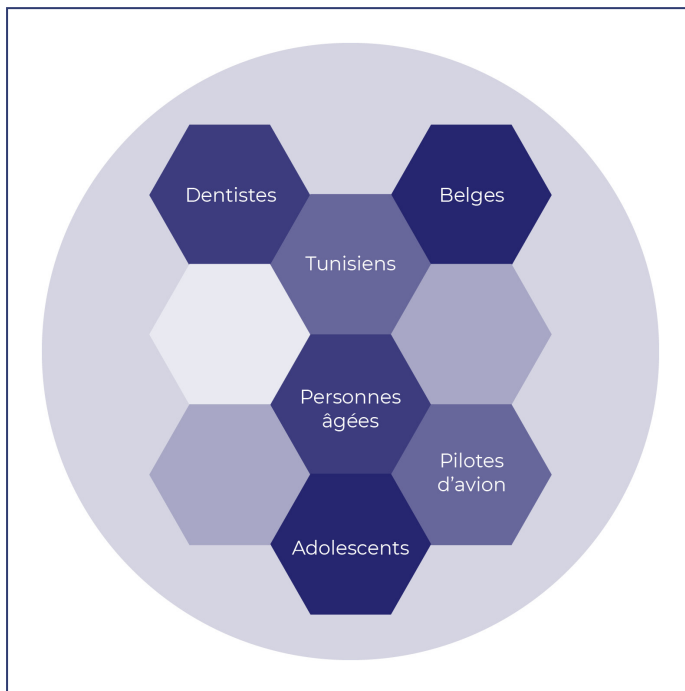 Dentistes
Belges
Tunisiens
Personnes
âgées
Pilotes
d’avion
Adolescents